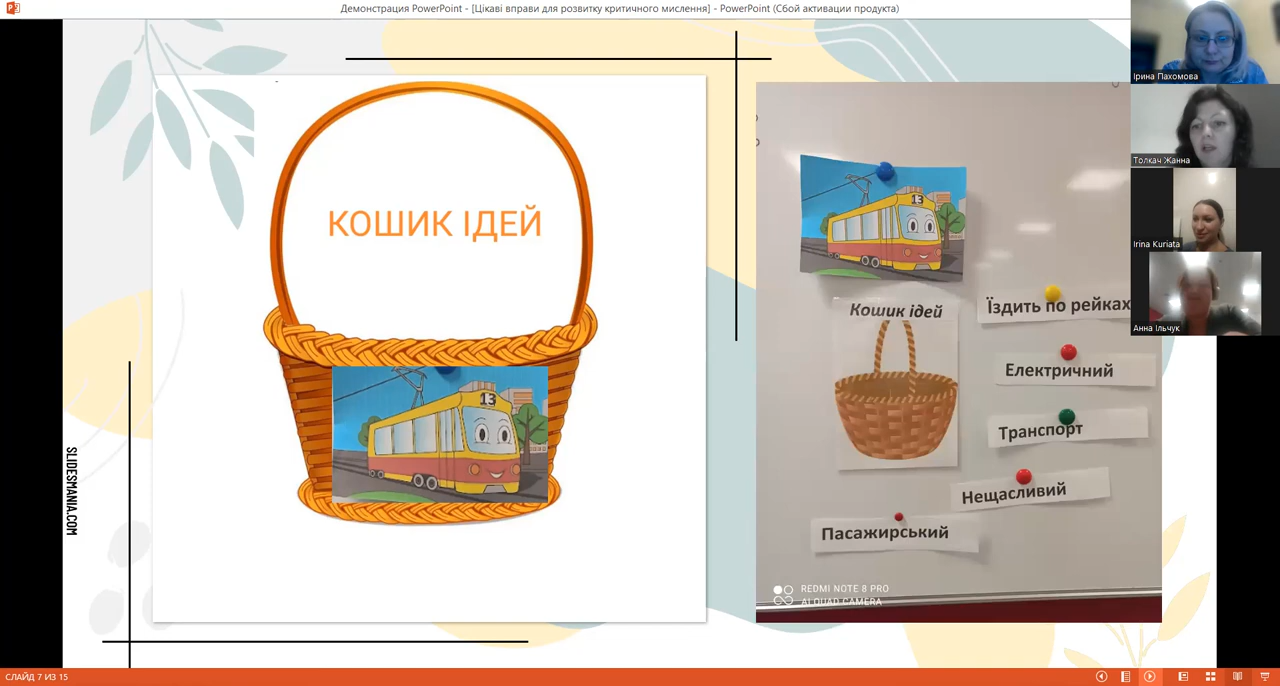 Демонстрация PowerPoint - [Цікаві вправи для розвитку критичного мислення] - PowerPoint (Сбой активации продукта)
Ірина Пахомова
Толкач Жанна
Irina Kuriata
Анна Ільчук
КОШИК ІДЕЙ
13
13
Кошик ідей
Їздить по рейках
Електричний
Транспорт
Нещасливий
Пасажирський
REDMI NOTE 8 PRO
AI QUAD CAMERA
SLIDESMANIA.COM
СЛАЙД 7 ИЗ 15